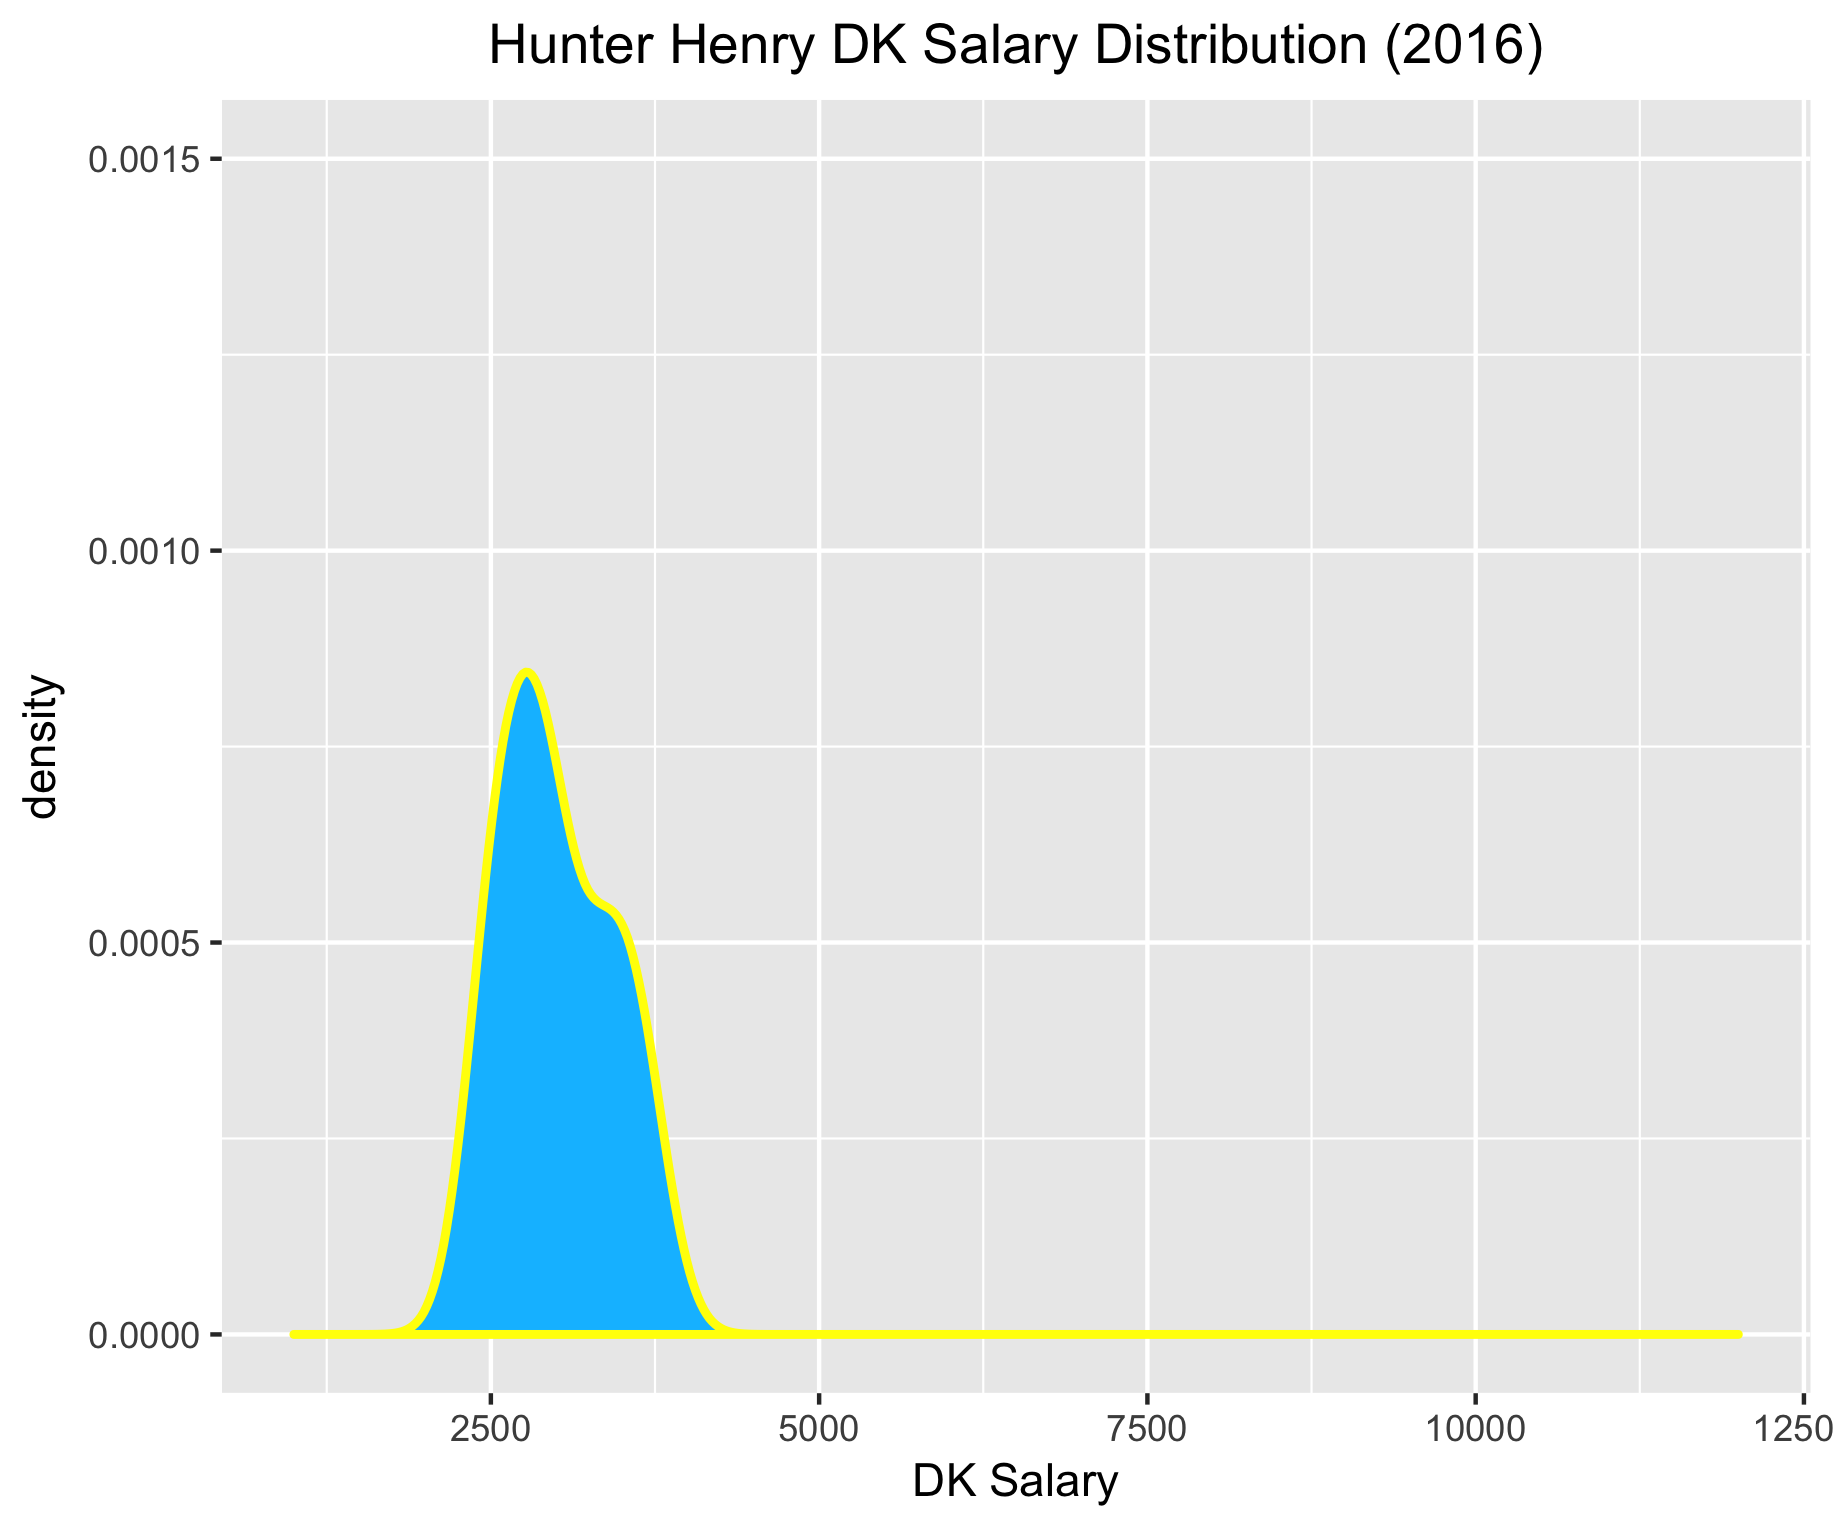 Hunter Henry DK Salary Distribution (2016)
0.0015
0.0010
density
0.0005
0.0000
2500 5000 7500 10000 1250
DK Salary